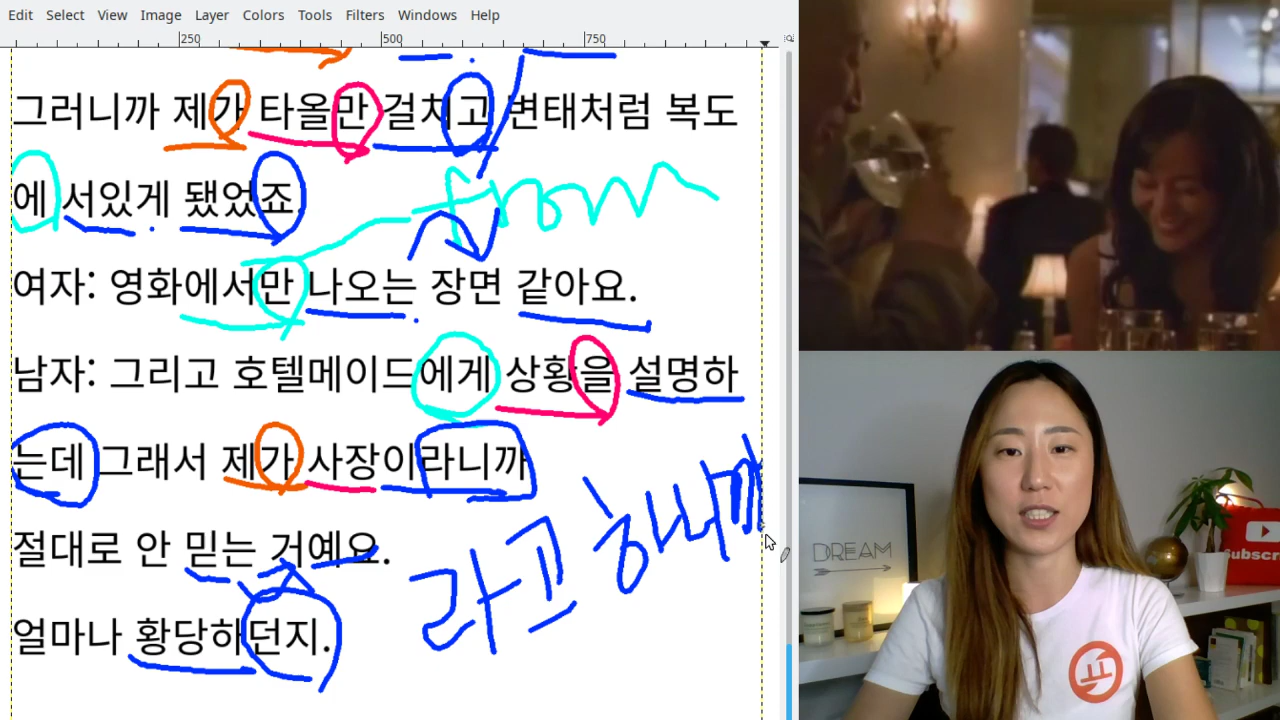 Edit Select View Image Layer Colors Tools Filters Windows Help
250 500 750
그러니까 제가 타올만 걸치고 변태처럼 복도
에 서있게 됐었죠.
from
여자: 영화에서만 나오는 장면 같아요.
남자: 그리고 호텔메이드에게 상황을 설명하
는데 그래서 제가 사장이라니까
절대로 안 믿는 거예요.
라고 하니까
얼마나 황당하던지.
DREAM
Subscr